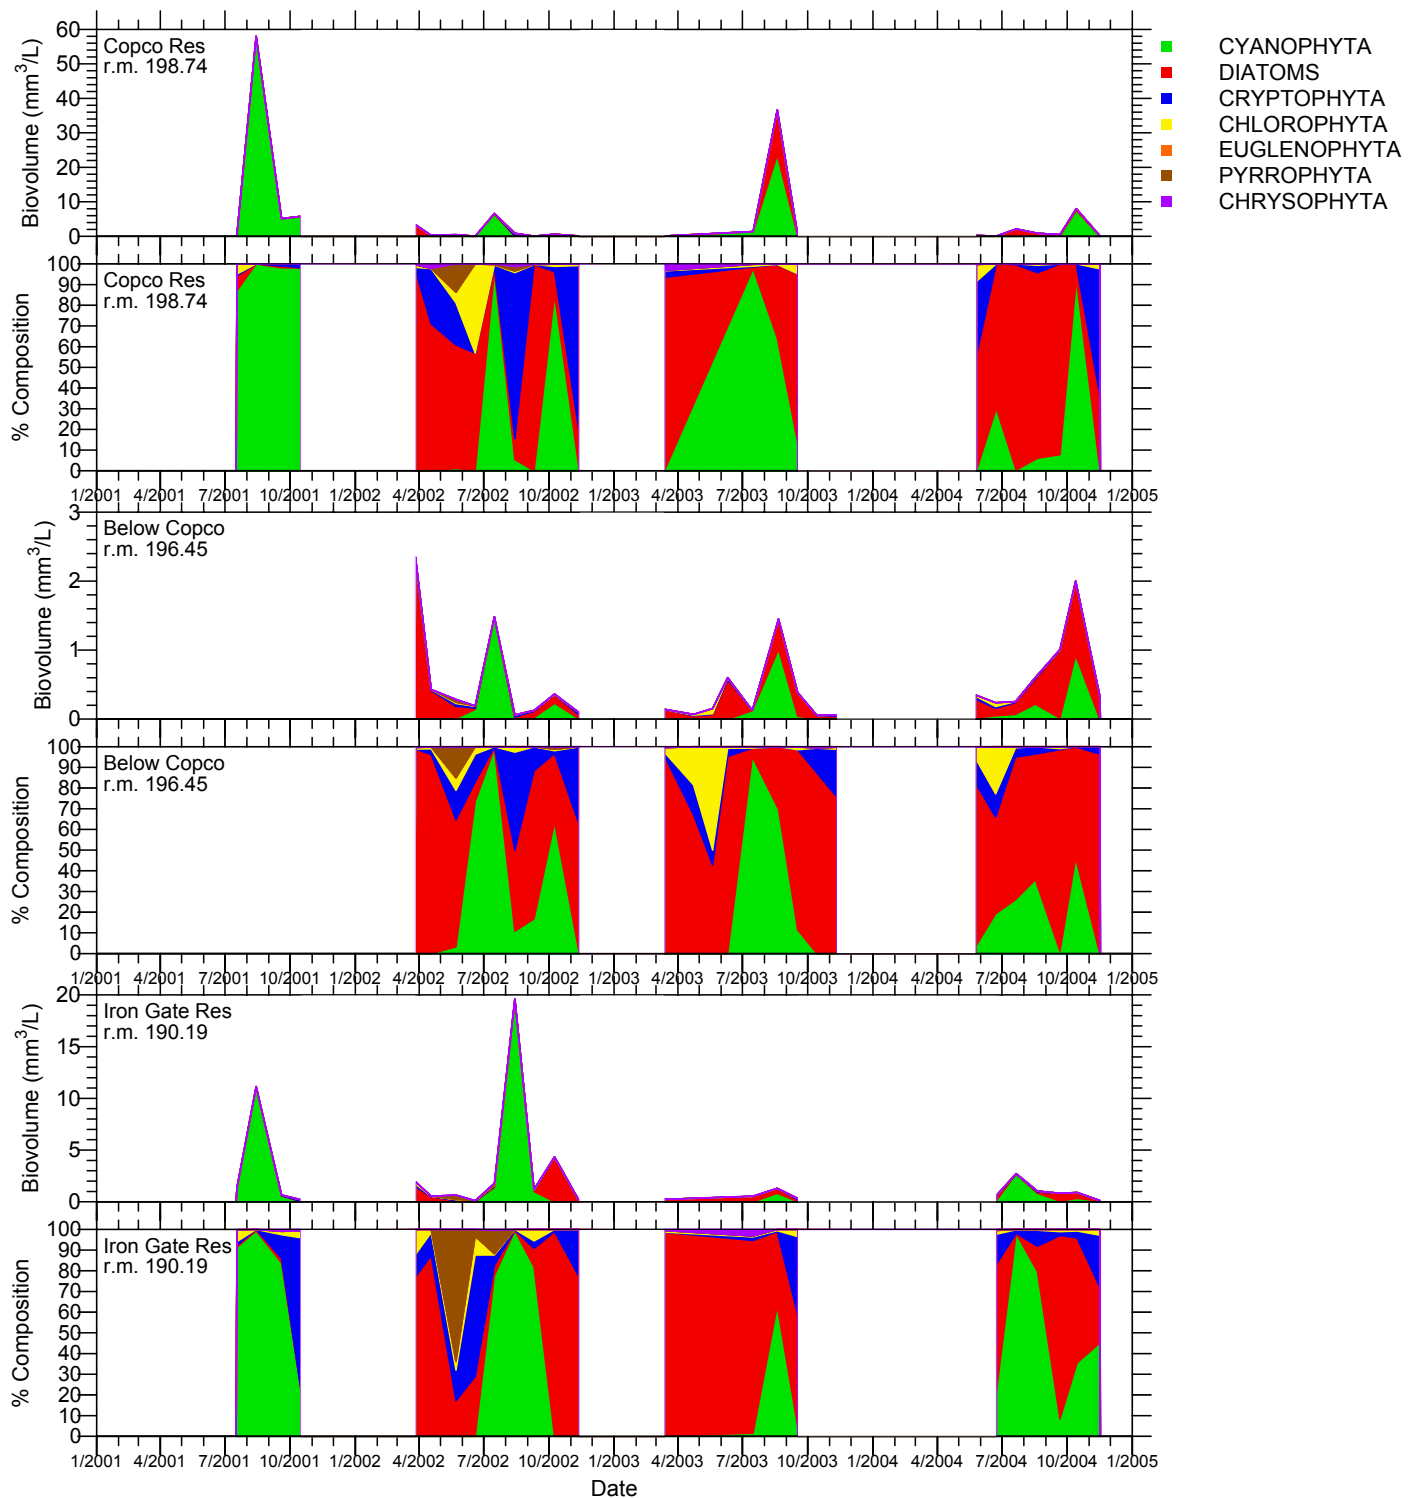 CYANOPHYTA
DIATOMS
CRYPTOPHYTA
CHLOROPHYTA
EUGLENOPHYTA
PYRROPHYTA
CHRYSOPHYTA
Biovolume (mm³/L)
60
50
40
30
20
10
0
Copco Res
r.m. 198.74
% Composition
100
90
80
70
60
50
40
30
20
10
0
Copco Res
r.m. 198.74
1/2001 4/2001 7/2001 10/2001 1/2002 4/2002 7/2002 10/2002 1/2003 4/2003 7/2003 10/2003 1/2004 4/2004 7/2004 10/2004 1/2005
Biovolume (mm³/L)
3
2
1
0
Below Copco
r.m. 196.45
% Composition
100
90
80
70
60
50
40
30
20
10
0
Below Copco
r.m. 196.45
1/2001 4/2001 7/2001 10/2001 1/2002 4/2002 7/2002 10/2002 1/2003 4/2003 7/2003 10/2003 1/2004 4/2004 7/2004 10/2004 1/2005
Biovolume (mm³/L)
20
15
10
5
0
Iron Gate Res
r.m. 190.19
% Composition
100
90
80
70
60
50
40
30
20
10
0
Iron Gate Res
r.m. 190.19
1/2001 4/2001 7/2001 10/2001 1/2002 4/2002 7/2002 10/2002 1/2003 4/2003 7/2003 10/2003 1/2004 4/2004 7/2004 10/2004 1/2005
Date